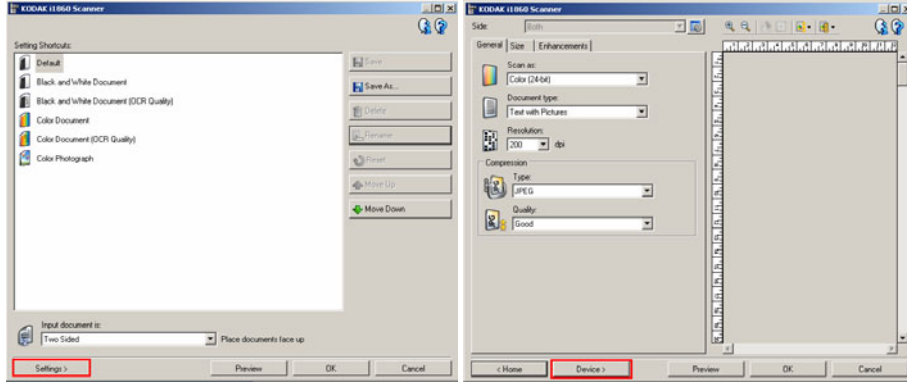 KODAK i1860 Scanner
Setting Shortcuts:
Default
Black and White Document
Black and White Document (OCR Quality)
Color Document
Color Document (OCR Quality)
Color Photograph
Save
Save As...
Delete
Rename
Reset
Move Up
Move Down
Input document is:
Two Sided
Place documents face up
Settings >
Preview
OK
Cancel
KODAK i1860 Scanner
Side:
Both
General
Size
Enhancements
Scan as:
Color (24-bit)
Document type:
Text with Pictures
Resolution:
200
dpi
Compression
Type:
JPEG
Quality:
Good
< Home
Device >
Preview
OK
Cancel